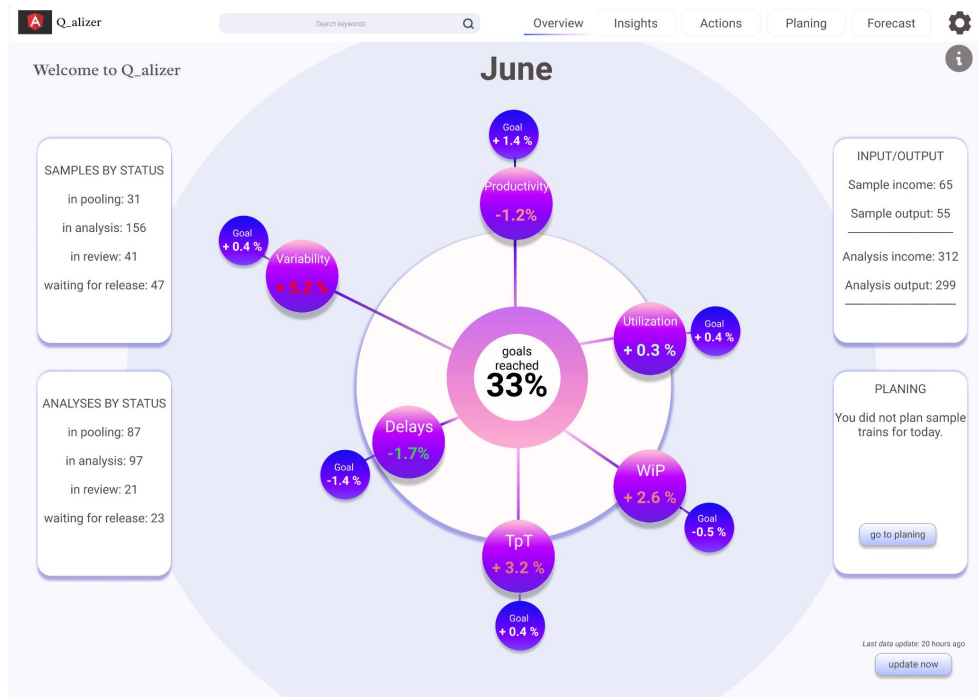 Q_alizer
Search keywords
Overview
Insights
Actions
Planing
Forecast
Welcome to Q_alizer
June
SAMPLES BY STATUS
in pooling: 31
in analysis: 156
in review: 41
waiting for release: 47
ANALYSES BY STATUS
in pooling: 87
in analysis: 97
in review: 21
waiting for release: 23
Goal
+ 1.4 %
Productivity
-1.2%
Goal
+ 0.4 %
Variability
+ 5.2 %
Utilization
+ 0.3 %
Goal
+ 0.4 %
goals
reached
33%
Delays
-1.7%
Goal
-1.4 %
WiP
+ 2.6 %
Goal
-0.5 %
TpT
+ 3.2 %
Goal
+ 0.4 %
INPUT/OUTPUT
Sample income: 65
Sample output: 55
Analysis income: 312
Analysis output: 299
PLANING
You did not plan sample
trains for today.
go to planing
Last data update: 20 hours ago
update now